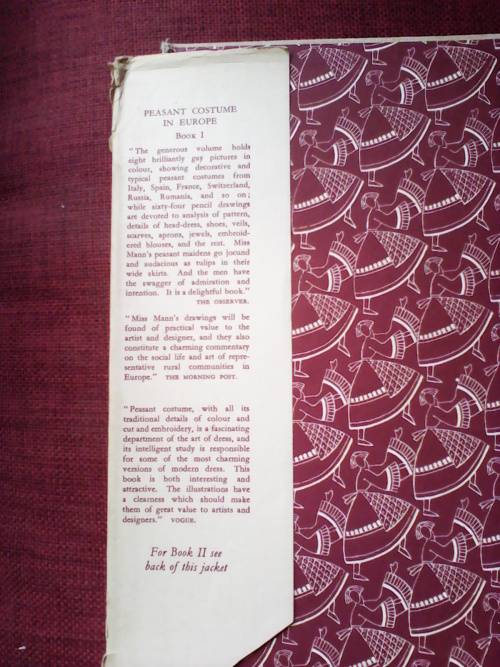 PEASANT COSTUME
IN EUROPE
BOOK I
"The generous volume holds
eight brilliantly gay pictures in
colour, showing decorative and
typical peasant costumes from
Italy, Spain, France, Switzerland,
Russia, Rumania, and so on;
while sixty-four pencil drawings
are devoted to analysis of pattern,
details of head-dress, shoes, veils,
scarves, aprons, jewels, embroid-
ered blouses, and the rest. Miss
Mann's peasant maidens go jocund
and audacious as tulips in their
wide skirts. And the men have
the swagger of admiration and
intention. It is a delightful book."
THE OBSERVER.
"Miss Mann's drawings will be
found of practical value to the
artist and designer, and they also
constitute a charming commentary
on the social life and art of repre-
sentative rural communities in
Europe." THE MORNING POST.
"Peasant costume, with all its
traditional details of colour and
cut and embroidery, is a fascinating
department of the art of dress, and
its intelligent study is responsible
for some of the most charming
versions of modern dress. This
book is both interesting and
attractive. The illustrations have
a clearness which should make
them of great value to artists and
designers." VOGUE.
For Book II see
back of this jacket